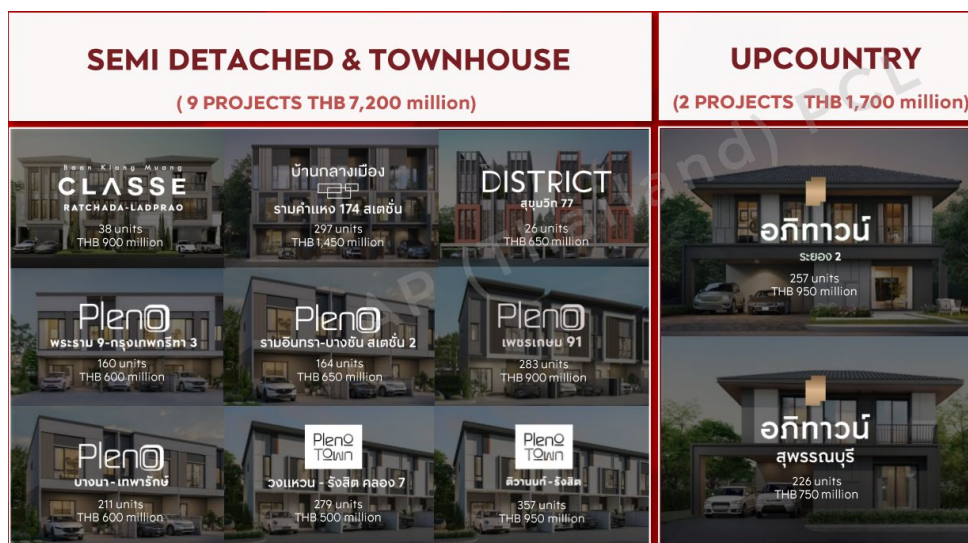 SEMI DETACHED & TOWNHOUSE
( 9 PROJECTS THB 7,200 million)
Baan Klang Muang
CLASSE
RATCHADA-LADPRAO
38 units
THB 900 million
บ้านกลางเมือง
รามคำแหง 174 สเตชั่น
297 units
THB 1,450 million
DISTRICT
สุขุมวิท 77
26 units
THB 650 million
Pleno
พระราม 9-กรุงเทพกรีฑา 3
160 units
THB 600 million
Pleno
รามอินทรา-บางชัน สเตชั่น 2
164 units
THB 650 million
Pleno
เพชรเกษม 91
283 units
THB 900 million
Pleno
บางนา-เทพารักษ์
211 units
THB 600 million
Pleno
Town
วงแหวน - รังสิต คลอง 7
279 units
THB 500 million
Pleno
Town
ติวานนท์-รังสิต
357 units
THB 950 million
UPCOUNTRY
(2 PROJECTS THB 1,700 million)
อภิทาวน์
ระยอง 2
257 units
THB 950 million
อภิทาวน์
สุพรรณบุรี
226 units
THB 750 million
AP (Thailand) PCL